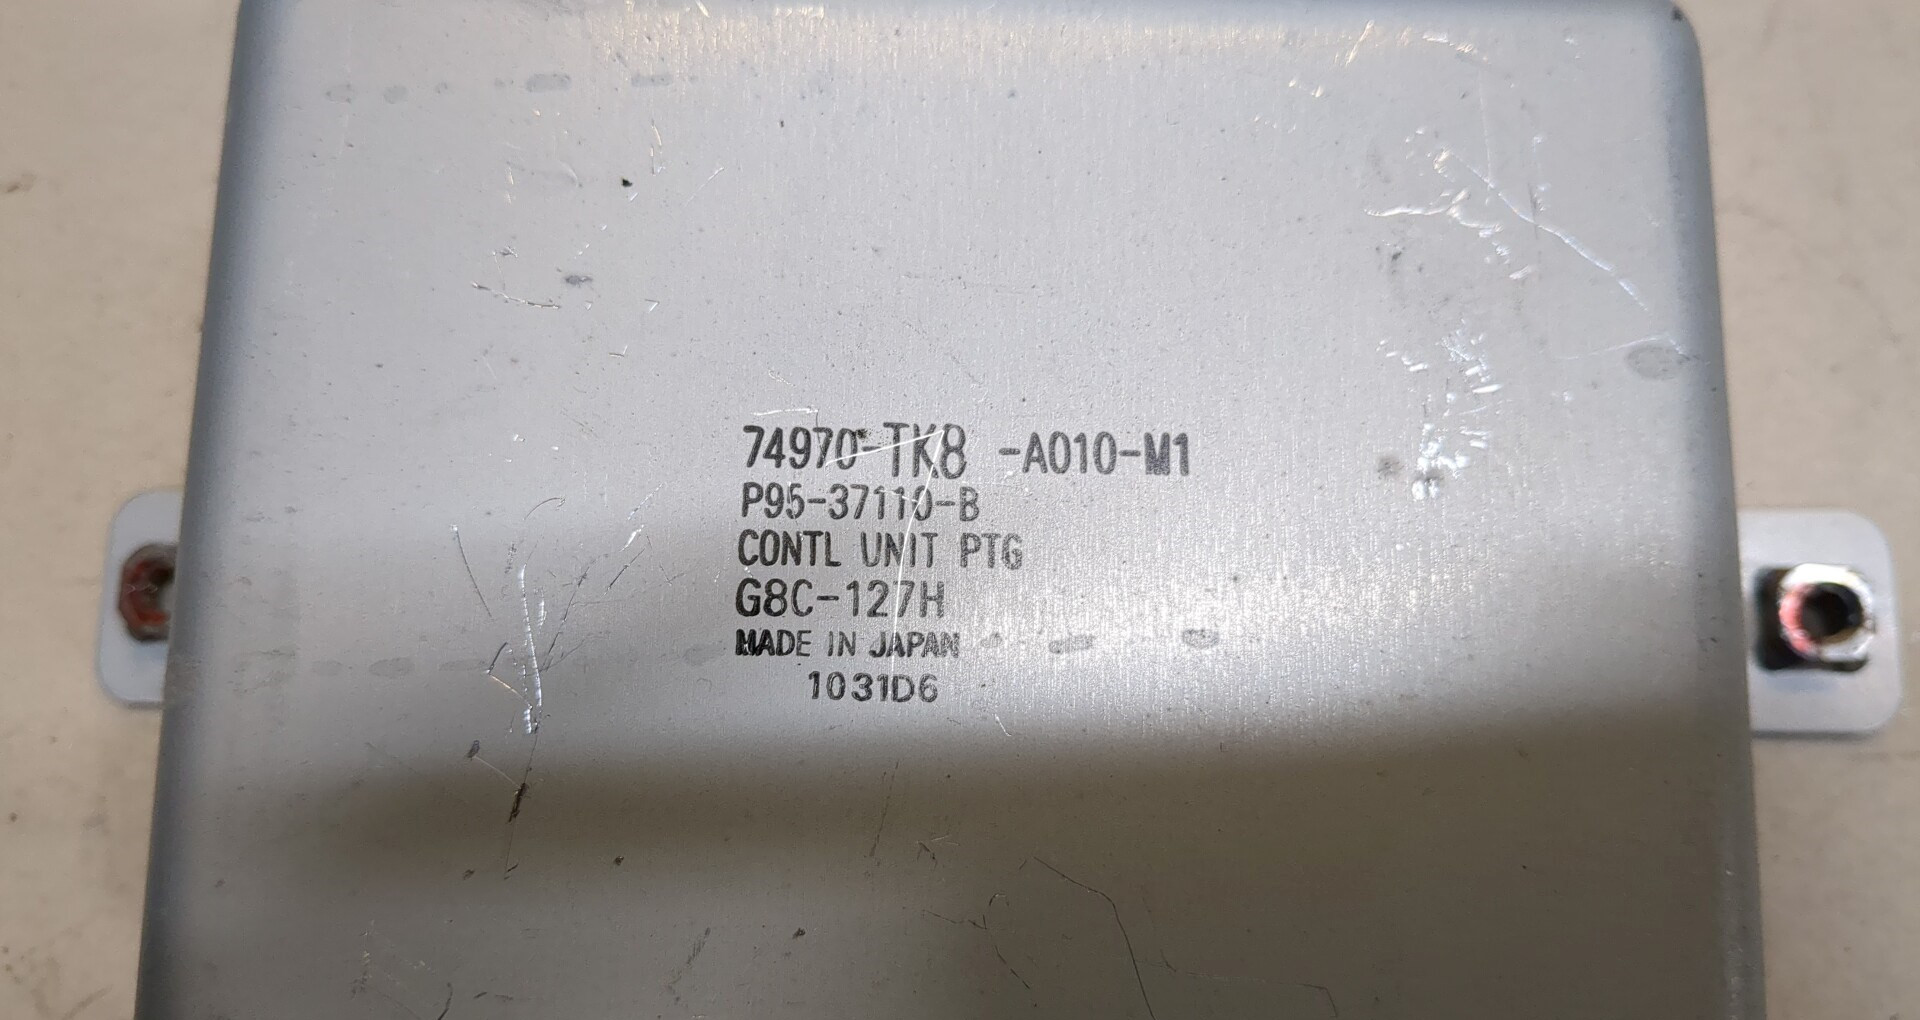 74970-TK8 -A010-M1
P95-37110-B
CONTL UNIT PTG
G8C-127H
MADE IN JAPAN
1031D6